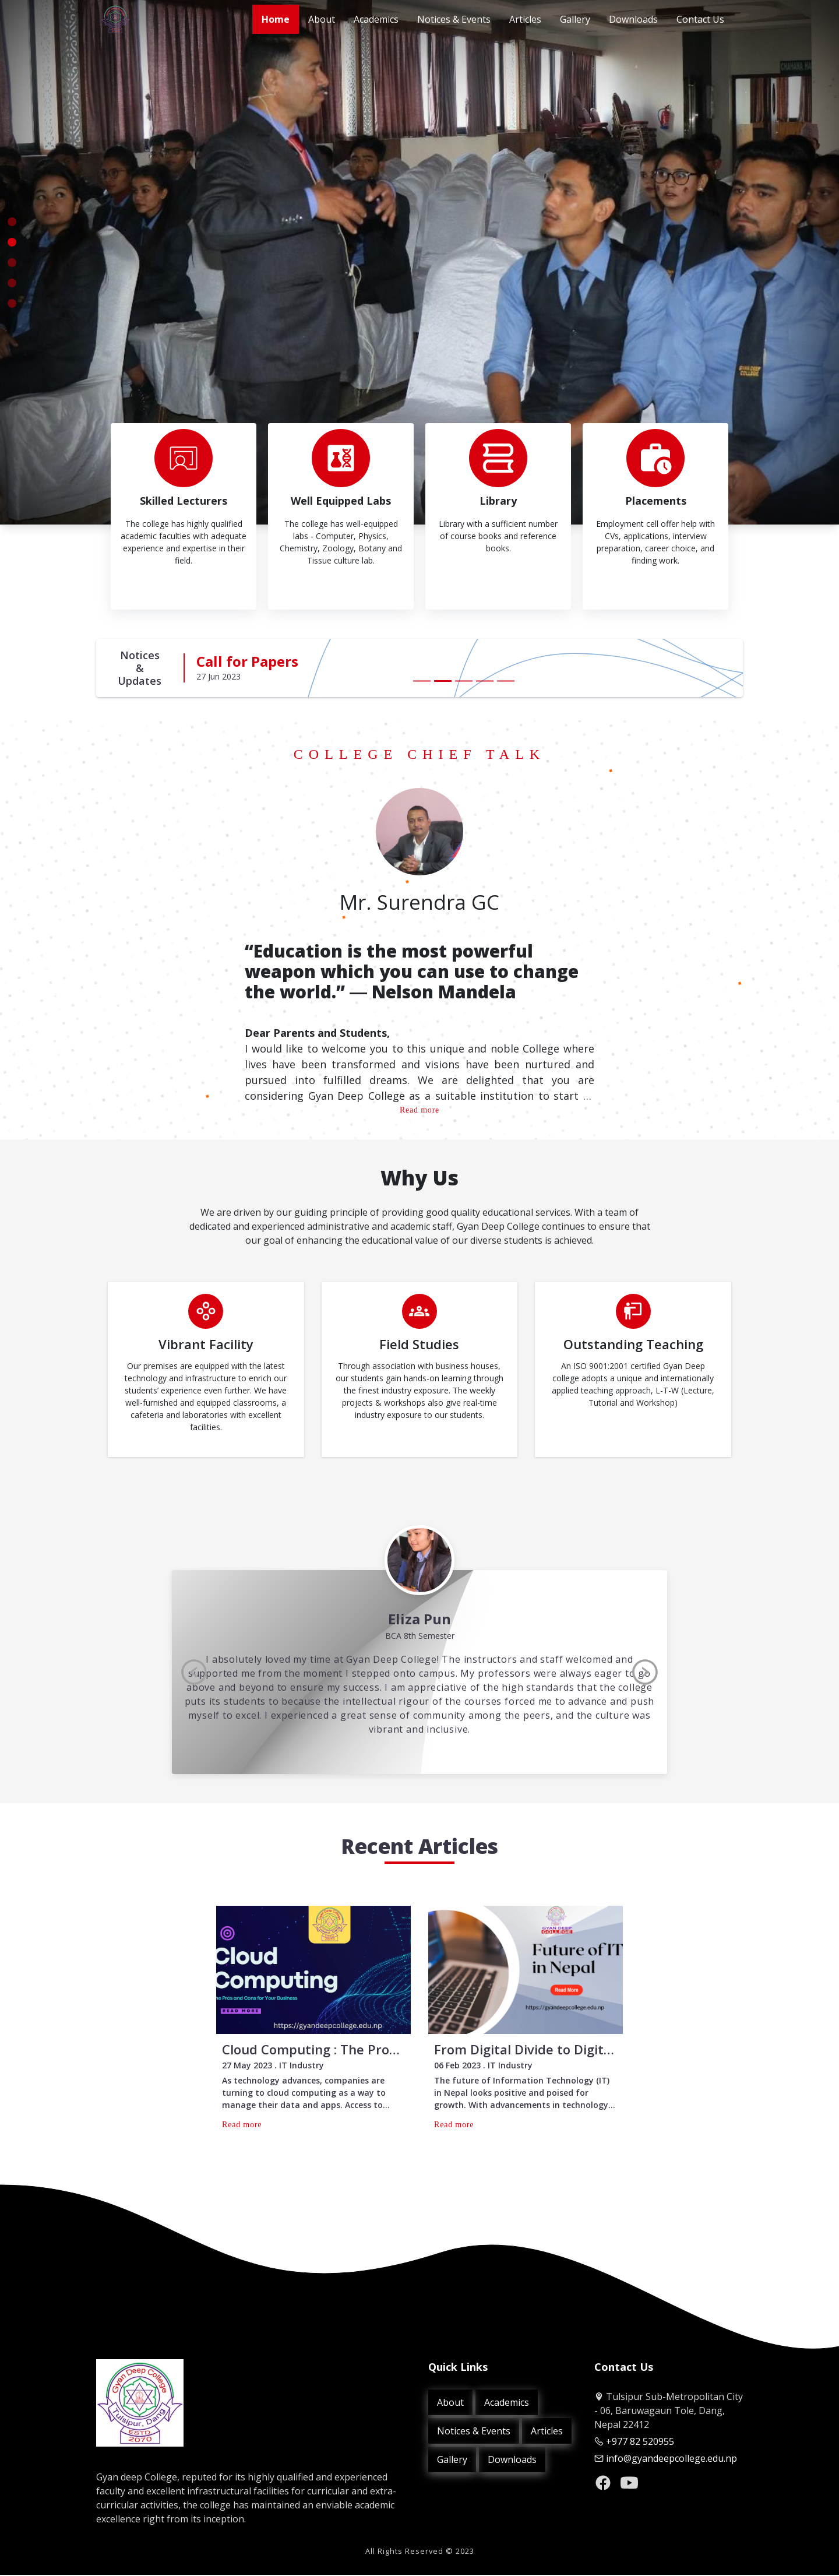 Home About Academics Notices & Events Articles Gallery Downloads Contact Us
GYAN DEEP
COLLEGE
Skilled Lecturers
The college has highly qualified
academic faculties with adequate
experience and expertise in their
field.
Well Equipped Labs
The college has well-equipped
labs - Computer, Physics,
Chemistry, Zoology, Botany and
Tissue culture lab.
Library
Library with a sufficient number
of course books and reference
books.
Placements
Employment cell offer help with
CVs, applications, interview
preparation, career choice, and
finding work.
Notices
&
Updates
Call for Papers
27 Jun 2023
COLLEGE CHIEF TALK
Mr. Surendra GC
“Education is the most powerful
weapon which you can use to change
the world.” ― Nelson Mandela
Dear Parents and Students,
I would like to welcome you to this unique and noble College where
lives have been transformed and visions have been nurtured and
pursued into fulfilled dreams. We are delighted that you are
considering Gyan Deep College as a suitable institution to start ...
Read more
Why Us
We are driven by our guiding principle of providing good quality educational services. With a team of
dedicated and experienced administrative and academic staff, Gyan Deep College continues to ensure that
our goal of enhancing the educational value of our diverse students is achieved.
Vibrant Facility
Our premises are equipped with the latest
technology and infrastructure to enrich our
students’ experience even further. We have
well-furnished and equipped classrooms, a
cafeteria and laboratories with excellent
facilities.
Field Studies
Through association with business houses,
our students gain hands-on learning through
the finest industry exposure. The weekly
projects & workshops also give real-time
industry exposure to our students.
Outstanding Teaching
An ISO 9001:2001 certified Gyan Deep
college adopts a unique and internationally
applied teaching approach, L-T-W (Lecture,
Tutorial and Workshop)
Eliza Pun
BCA 8th Semester
I absolutely loved my time at Gyan Deep College! The instructors and staff welcomed and
supported me from the moment I stepped onto campus. My professors were always eager to go
above and beyond to ensure my success. I am appreciative of the high standards that the college
puts its students to because the intellectual rigour of the courses forced me to advance and push
myself to excel. I experienced a great sense of community among the peers, and the culture was
vibrant and inclusive.
Recent Articles
Cloud
Computing
he Pros and Cons for Your Business
READ MORE
https://gyandeepcollege.edu.np
Cloud Computing : The Pro...
27 May 2023 . IT Industry
As technology advances, companies are
turning to cloud computing as a way to
manage their data and apps. Access to...
Read more
GYAN DEEP
Future of IT
in Nepal
Read More
https://gyandeepcollege.edu.np
From Digital Divide to Digit...
06 Feb 2023 . IT Industry
The future of Information Technology (IT)
in Nepal looks positive and poised for
growth. With advancements in technology...
Read more
Gyan Deep College
Tulsipur, Dang
ESTD
2070
Gyan deep College, reputed for its highly qualified and experienced
faculty and excellent infrastructural facilities for curricular and extra-
curricular activities, the college has maintained an enviable academic
excellence right from its inception.
Quick Links
About Academics
Notices & Events Articles
Gallery Downloads
Contact Us
Tulsipur Sub-Metropolitan City
- 06, Baruwagaun Tole, Dang,
Nepal 22412
+977 82 520955
info@gyandeepcollege.edu.np
All Rights Reserved © 2023